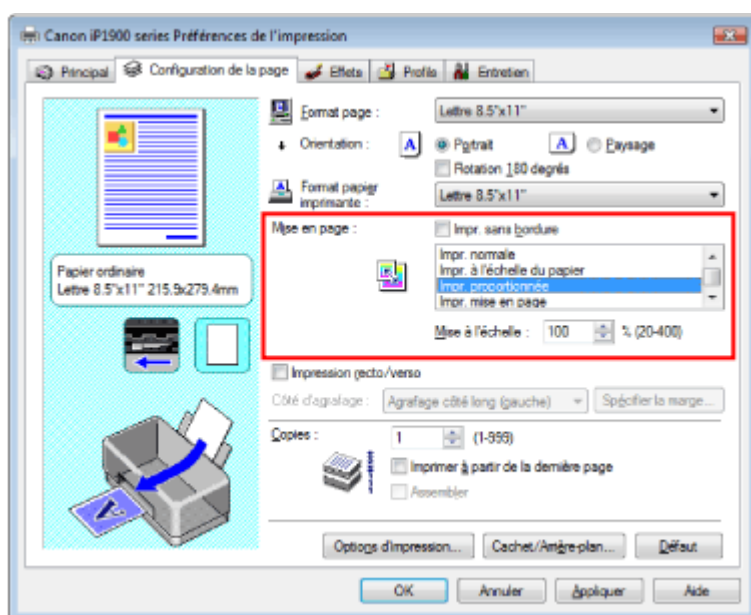 Canon iP1900 series Préférences de l'impression
Principal Configuration de la page Effets Profils Entretien
Format page : Lettre 8.5"x11"
Orientation : A Portrait A Paysage
Rotation 180 degrés
Format papier imprimante : Lettre 8.5"x11"
Mise en page : Impr. sans bordure
Impr. normale
Impr. à l'échelle du papier
Impr. proportionnée
Impr. mise en page
Mise à l'échelle : 100 % (20-400)
Papier ordinaire
Lettre 8.5"x11" 215.9x279.4mm
Impression recto/verso
Côté d'agrafage : Agrafage côté long (gauche) Spécifier la marge...
Copies : 1 (1-999)
Imprimer à partir de la dernière page
Assembler
Options d'impression... Cachet/Arrière-plan... Défaut
OK Annuler Appliquer Aide